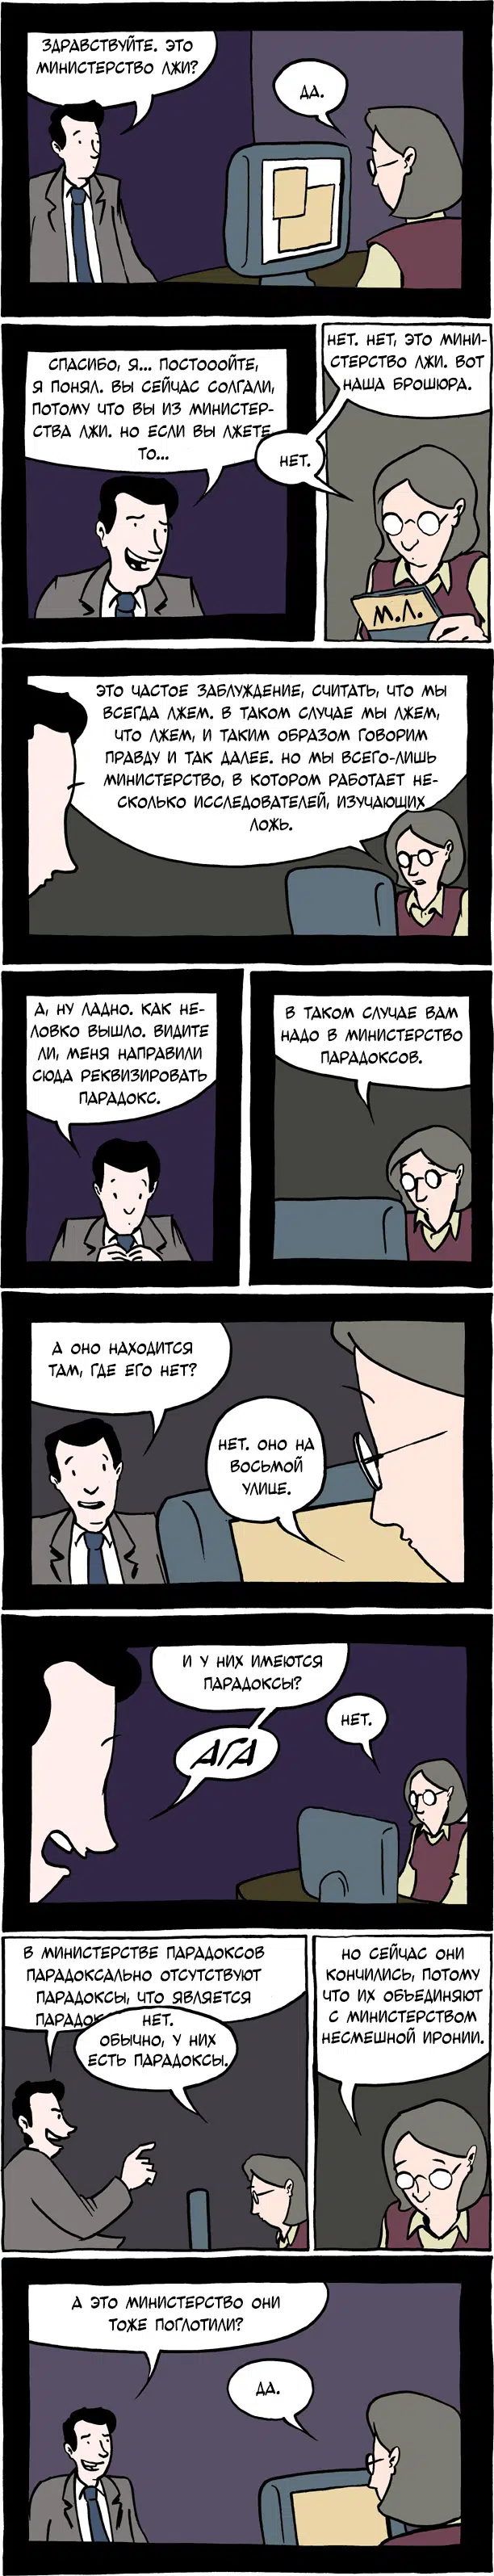 ЗДРАВСТВУЙТЕ. ЭТО
МИНИСТЕРСТВО ЛЖИ?
ДА.
СПАСИБО, Я... ПОСТОООЙТЕ,
Я ПОНЯЛ. ВЫ СЕЙЧАС СОЛГАЛИ,
ПОТОМУ ЧТО ВЫ ИЗ МИНИСТЕР-
СТВА ЛЖИ. НО ЕСЛИ ВЫ ЛЖЕТЕ
ТО...
НЕТ.
НЕТ. НЕТ, ЭТО МИНИ-
СТЕРСТВО ЛЖИ. ВОТ
НАША БРОШЮРА.
М.Л.
ЭТО ЧАСТОЕ ЗАБЛУЖДЕНИЕ, СЧИТАТЬ, ЧТО МЫ
ВСЕГДА ЛЖЕМ. В ТАКОМ СЛУЧАЕ МЫ ЛЖЕМ,
ЧТО ЛЖЕМ, И ТАКИМ ОБРАЗОМ ГОВОРИМ
ПРАВДУ И ТАК ДАЛЕЕ. НО МЫ ВСЕГО-ЛИШЬ
МИНИСТЕРСТВО, В КОТОРОМ РАБОТАЕТ НЕ-
СКОЛЬКО ИССЛЕДОВАТЕЛЕЙ, ИЗУЧАЮЩИХ
ЛОЖЬ.
А, НУ ЛАДНО. КАК НЕ-
ЛОВКО ВЫШЛО. ВИДИТЕ
ЛИ, МЕНЯ НАПРАВИЛИ
СЮДА РЕКВИЗИРОВАТЬ
ПАРАДОКС.
В ТАКОМ СЛУЧАЕ ВАМ
НАДО В МИНИСТЕРСТВО
ПАРАДОКСОВ.
А ОНО НАХОДИТСЯ
ТАМ, ГДЕ ЕГО НЕТ?
НЕТ. ОНО НА
ВОСЬМОЙ
УЛИЦЕ.
И У НИХ ИМЕЮТСЯ
ПАРАДОКСЫ?
НЕТ.
АГА
В МИНИСТЕРСТВЕ ПАРАДОКСОВ
ПАРАДОКСАЛЬНО ОТСУТСТВУЮТ
ПАРАДОКСЫ, ЧТО ЯВЛЯЕТСЯ
ПАРАДОК
НЕТ.
ОБЫЧНО, У НИХ
ЕСТЬ ПАРАДОКСЫ.
НО СЕЙЧАС ОНИ
КОНЧИЛИСЬ, ПОТОМУ
ЧТО ИХ ОБЪЕДИНЯЮТ
С МИНИСТЕРСТВОМ
НЕСМЕШНОЙ ИРОНИИ.
А ЭТО МИНИСТЕРСТВО ОНИ
ТОЖЕ ПОГЛОТИЛИ?
ДА.